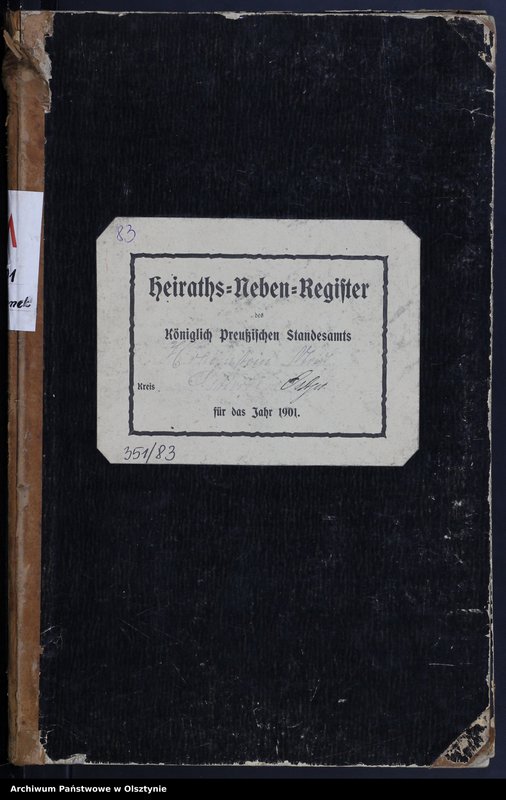 83
Heiraths-Neben-Register
des
Königlich Preußischen Standesamts
Kreis
für das Jahr 1901.
351/83
Archiwum Państwowe w Olsztynie